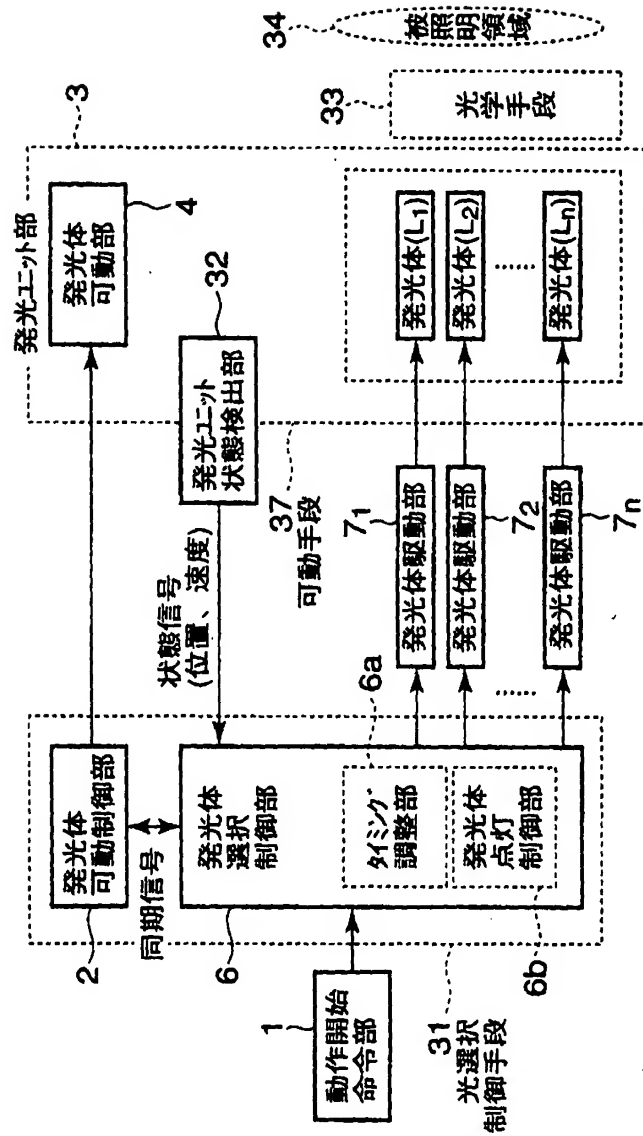 発光ユニット部
3
発光体
可動部
4
34
被照明
領域
33
光学手段
発光ユニット
状態検出部
32
37
可動手段
状態信号
(位置、速度)
発光体
可動制御部
2
同期信号
発光体
選択
制御部
6
タイミング
調整部
6a
発光体
点灯
制御部
6b
動作開始
命令部
1
31
光選択
制御手段
発光体駆動部
7₁
発光体(L₁)
発光体駆動部
7₂
発光体(L₂)
……
……
発光体駆動部
7n
発光体(Ln)